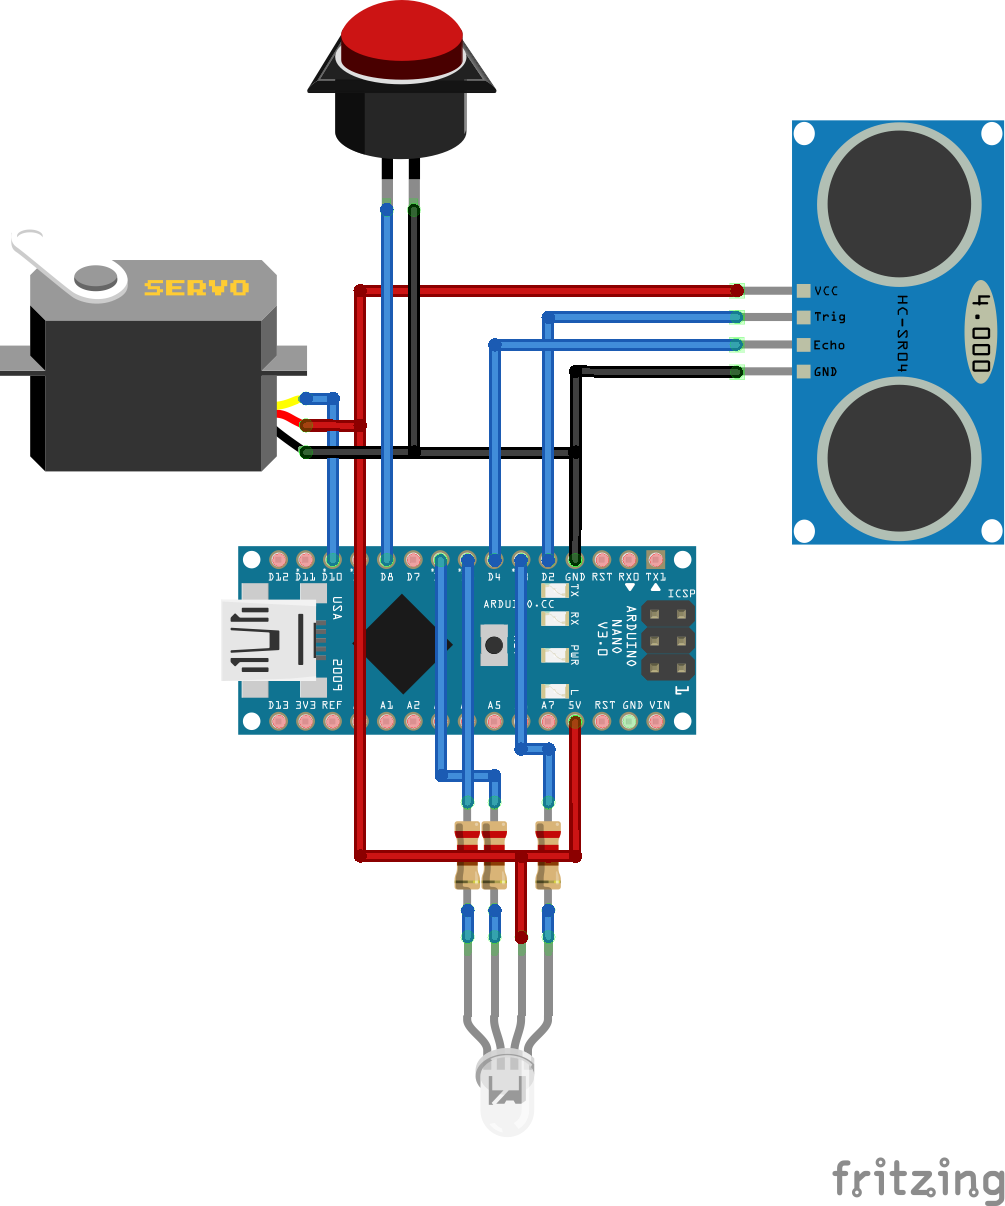 SERVO
VCC
Trig
Echo
GND
HC-SR04
4.000
D12 D11 D10 D8 D7 D4 D2 GND RST RX0 TX1
USA
2009
TX
RX
PWR
L
ARDUINO
NANO
V3.0
ICSP
1
D13 3V3 REF A1 A2 A5 A7 5V RST GND VIN
fritzing